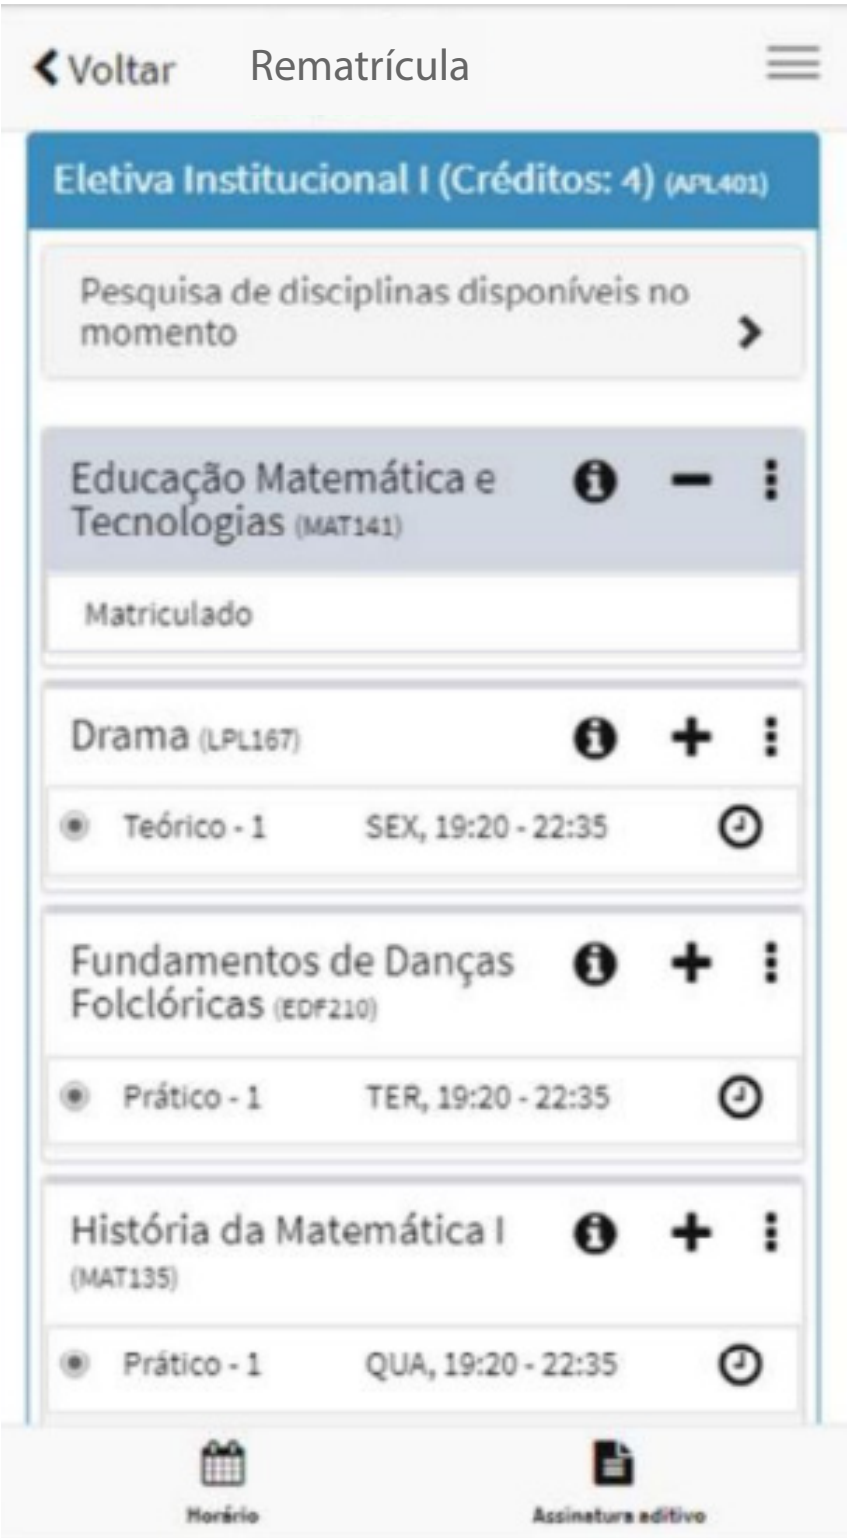 Voltar Rematrícula
Eletiva Institucional I (Créditos: 4) (APL401)
Pesquisa de disciplinas disponíveis no
momento
Educação Matemática e
Tecnologias (MAT141)
Matriculado
Drama (LPL167)
Teórico - 1 SEX, 19:20 - 22:35
Fundamentos de Danças
Folclóricas (EDF210)
Prático - 1 TER, 19:20 - 22:35
História da Matemática I
(MAT135)
Prático - 1 QUA, 19:20 - 22:35
Horário Assinatura aditivo